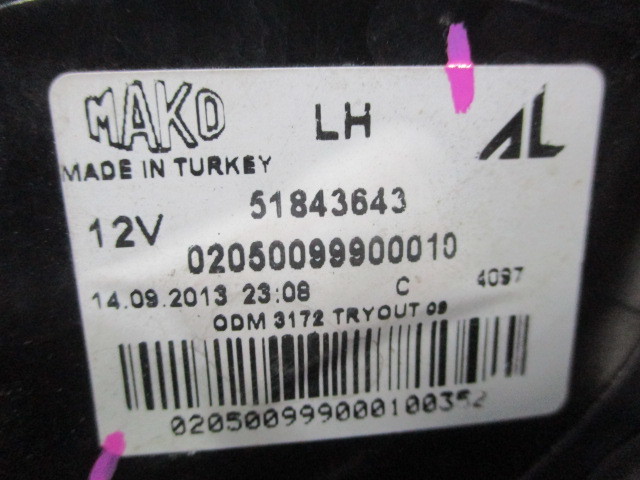 MAKO LH AL
MADE IN TURKEY
51843643
12V
02050099900010
14.09.2013 23:08 C 4097
ODM 3172 TRYOUT 09
020500999000100352